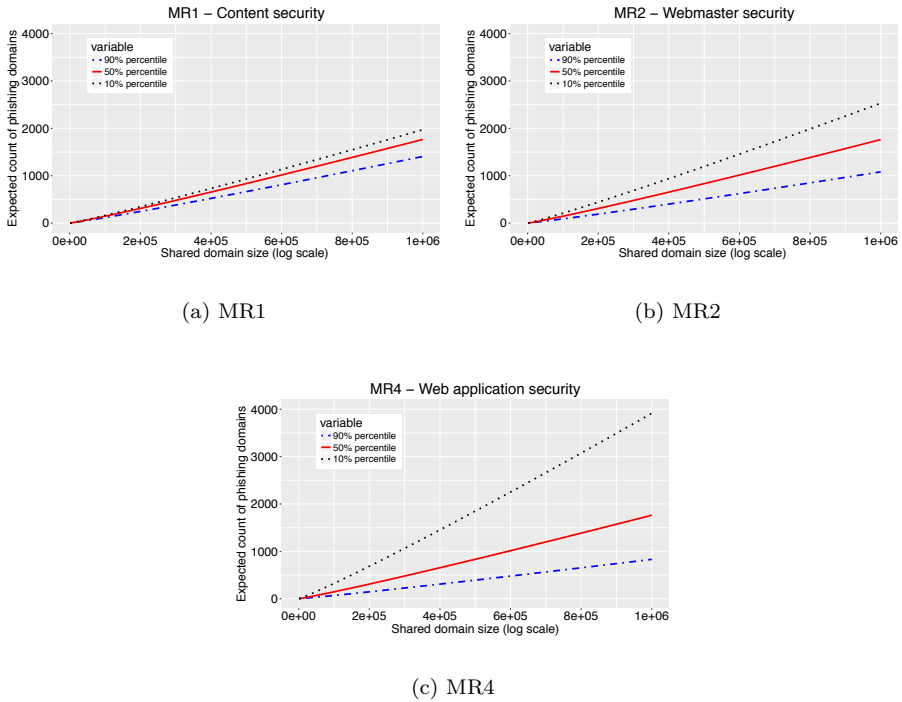 MR1 – Content security
Expected count of phishing domains
4000
3000
2000
1000
0
variable
90% percentile
50% percentile
10% percentile
0e+00 2e+05 4e+05 6e+05 8e+05 1e+06
Shared domain size (log scale)
(a) MR1
MR2 – Webmaster security
Expected count of phishing domains
4000
3000
2000
1000
0
variable
90% percentile
50% percentile
10% percentile
0e+00 2e+05 4e+05 6e+05 8e+05 1e+06
Shared domain size (log scale)
(b) MR2
MR4 – Web application security
Expected count of phishing domains
4000
3000
2000
1000
0
variable
90% percentile
50% percentile
10% percentile
0e+00 2e+05 4e+05 6e+05 8e+05 1e+06
Shared domain size (log scale)
(c) MR4